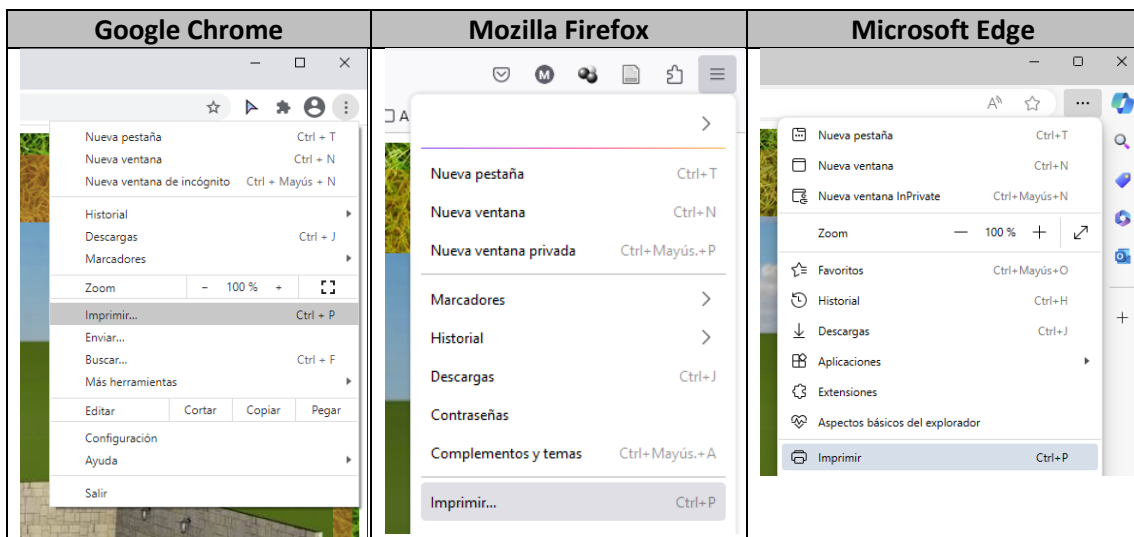 Google Chrome
Mozilla Firefox
Microsoft Edge
Nueva pestaña Ctrl + T
Nueva ventana Ctrl + N
Nueva ventana de incógnito Ctrl + Mayús + N
Historial
Descargas Ctrl + J
Marcadores
Zoom - 100 % +
Imprimir... Ctrl + P
Enviar...
Buscar... Ctrl + F
Más herramientas
Editar Cortar Copiar Pegar
Configuración
Ayuda
Salir
M
A
Nueva pestaña Ctrl+T
Nueva ventana Ctrl+N
Nueva ventana privada Ctrl+Mayús.+P
Marcadores
Historial
Descargas Ctrl+J
Contraseñas
Complementos y temas Ctrl+Mayús.+A
Imprimir... Ctrl+P
A
Nueva pestaña Ctrl+T
Nueva ventana Ctrl+N
Nueva ventana InPrivate Ctrl+Mayús+N
Zoom — 100 % +
Favoritos Ctrl+Mayús+O
Historial Ctrl+H
Descargas Ctrl+J
Aplicaciones
Extensiones
Aspectos básicos del explorador
Imprimir Ctrl+P